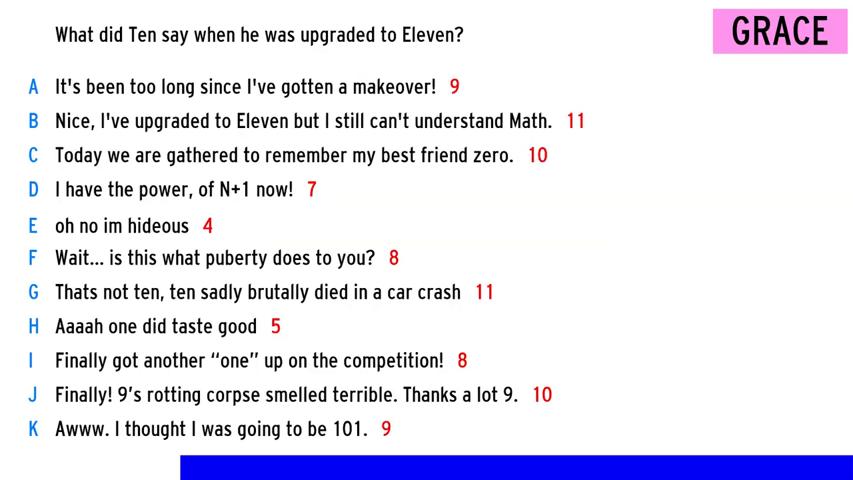 What did Ten say when he was upgraded to Eleven?
GRACE
A It's been too long since I've gotten a makeover! 9
B Nice, I've upgraded to Eleven but I still can't understand Math. 11
C Today we are gathered to remember my best friend zero. 10
D I have the power, of N+1 now! 7
E oh no im hideous 4
F Wait... is this what puberty does to you? 8
G Thats not ten, ten sadly brutally died in a car crash 11
H Aaaah one did taste good 5
I Finally got another “one” up on the competition! 8
J Finally! 9’s rotting corpse smelled terrible. Thanks a lot 9. 10
K Awww. I thought I was going to be 101. 9